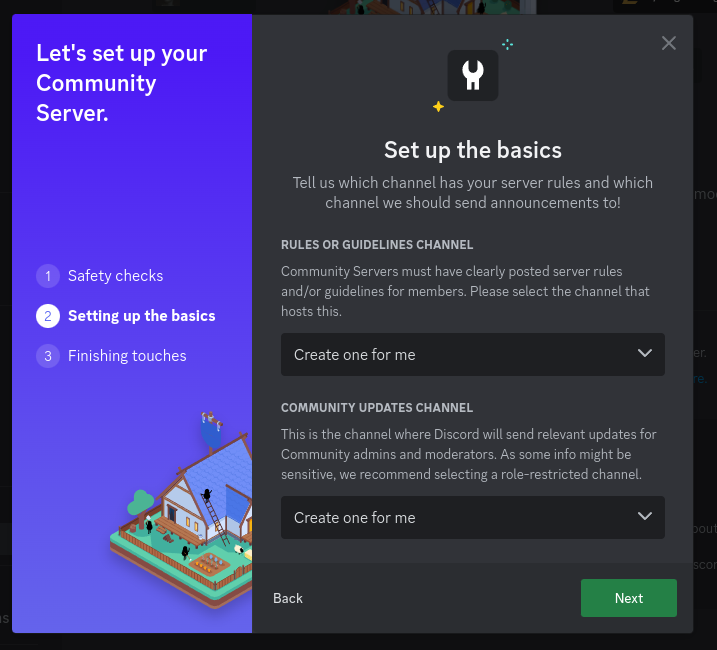 Let's set up your
Community
Server.
1 Safety checks
2 Setting up the basics
3 Finishing touches
Set up the basics
Tell us which channel has your server rules and which
channel we should send announcements to!
RULES OR GUIDELINES CHANNEL
Community Servers must have clearly posted server rules
and/or guidelines for members. Please select the channel that
hosts this.
Create one for me
COMMUNITY UPDATES CHANNEL
This is the channel where Discord will send relevant updates for
Community admins and moderators. As some info might be
sensitive, we recommend selecting a role-restricted channel.
Create one for me
Back
Next